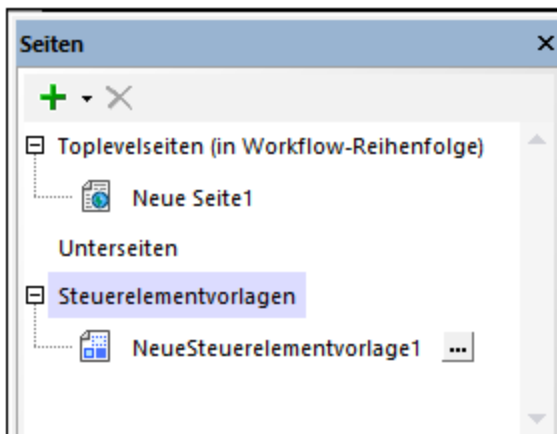 Seiten
Toplevelseiten (in Workflow-Reihenfolge)
Neue Seite1
Unterseiten
Steuerelementvorlagen
NeueSteuerelementvorlage1 ...